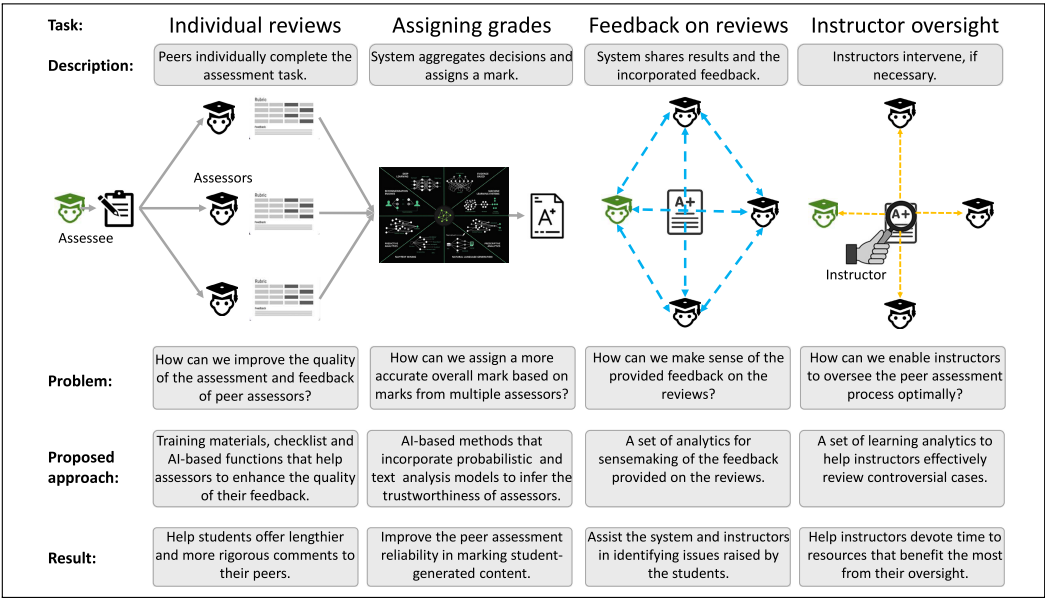 Task:
Individual reviews
Assigning grades
Feedback on reviews
Instructor oversight
Description:
Peers individually complete the
assessment task.
System aggregates decisions and
assigns a mark.
System shares results and the
incorporated feedback.
Instructors intervene, if
necessary.
Rubric
Feedback
Assessors
Rubric
Assessee
Rubric
A+
A+
A+
Instructor
Problem:
How can we improve the quality
of the assessment and feedback
of peer assessors?
How can we assign a more
accurate overall mark based on
marks from multiple assessors?
How can we make sense of the
provided feedback on the
reviews?
How can we enable instructors
to oversee the peer assessment
process optimally?
Proposed
approach:
Training materials, checklist and
AI-based functions that help
assessors to enhance the quality
of their feedback.
AI-based methods that
incorporate probabilistic and
text analysis models to infer the
trustworthiness of assessors.
A set of analytics for
sensemaking of the feedback
provided on the reviews.
A set of learning analytics to
help instructors effectively
review controversial cases.
Result:
Help students offer lengthier
and more rigorous comments to
their peers.
Improve the peer assessment
reliability in marking student-
generated content.
Assist the system and instructors
in identifying issues raised by
the students.
Help instructors devote time to
resources that benefit the most
from their oversight.